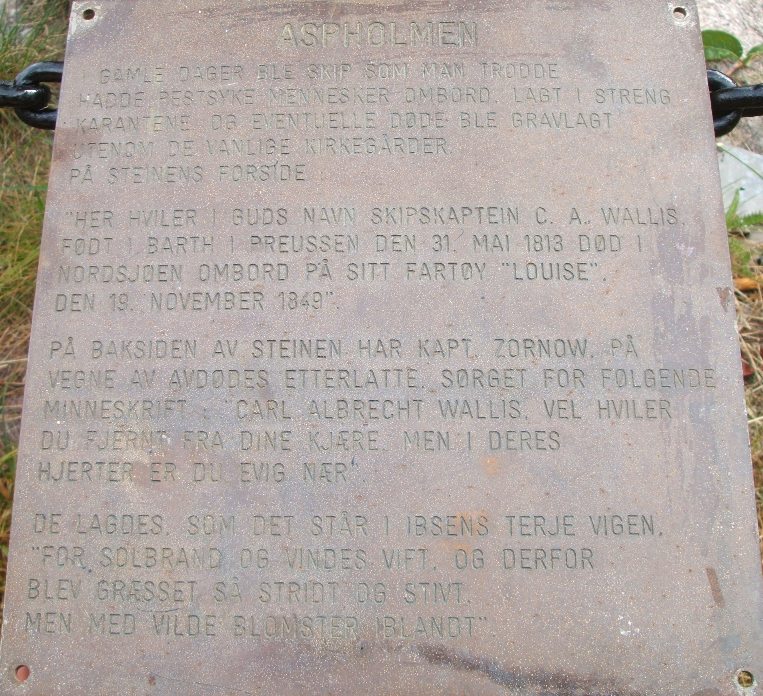 ASPHOLMEN
I GAMLE DAGER BLE SKIP SOM MAN TRODDE
HADDE PESTSYKE MENNESKER OMBORD, LAGT I STRENG
KARANTENE, OG EVENTUELLE DØDE BLE GRAVLAGT
UTENOM DE VANLIGE KIRKEGÅRDER.
PÅ STEINENS FORSIDE:
"HER HVILER I GUDS NAVN SKIPSKAPTEIN C. A. WALLIS.
FØDT I BARTH I PREUSSEN DEN 31. MAI 1813 DØD I
NORDSJØEN OMBORD PÅ SITT FARTØY "LOUISE",
DEN 19. NOVEMBER 1849".
PÅ BAKSIDEN AV STEINEN HAR KAPT. ZORNOW, PÅ
VEGNE AV AVDØDES ETTERLATTE, SØRGET FOR FØLGENDE
MINNESKRIFT : "CARL ALBRECHT WALLIS, VEL HVILER
DU FJERNT FRA DINE KJÆRE, MEN I DERES
HJERTER ER DU EVIG NÆR".
DE LAGDES, SOM DET STÅR I IBSENS TERJE VIGEN,
"FOR SOLBRAND OG VINDES VIFT, OG DERFOR
BLEV GRÆSSET SÅ STRIDT OG STIVT,
MEN MED VILDE BLOMSTER IBLANDT".